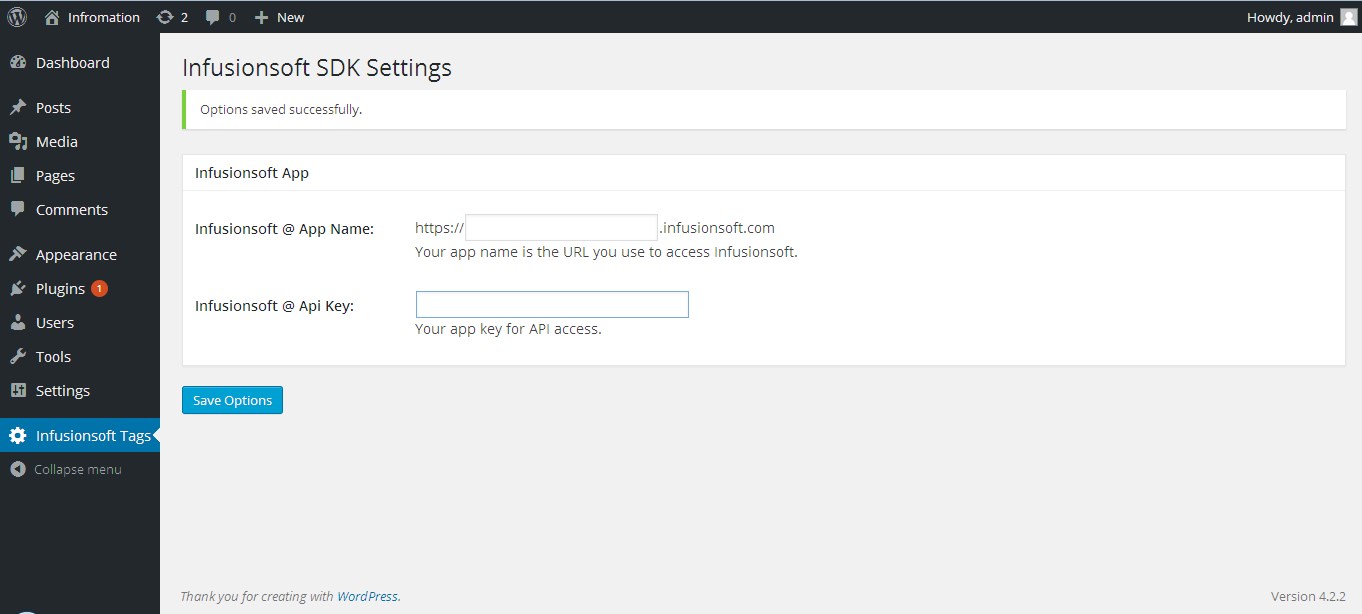 Infromation 2 0 New Howdy, admin
Dashboard
Posts
Media
Pages
Comments
Appearance
Plugins 1
Users
Tools
Settings
Infusionsoft Tags
Collapse menu
Infusionsoft SDK Settings
Options saved successfully.
Infusionsoft App
Infusionsoft @ App Name: https:// .infusionsoft.com
Your app name is the URL you use to access Infusionsoft.
Infusionsoft @ Api Key:
Your app key for API access.
Save Options
Thank you for creating with WordPress. Version 4.2.2